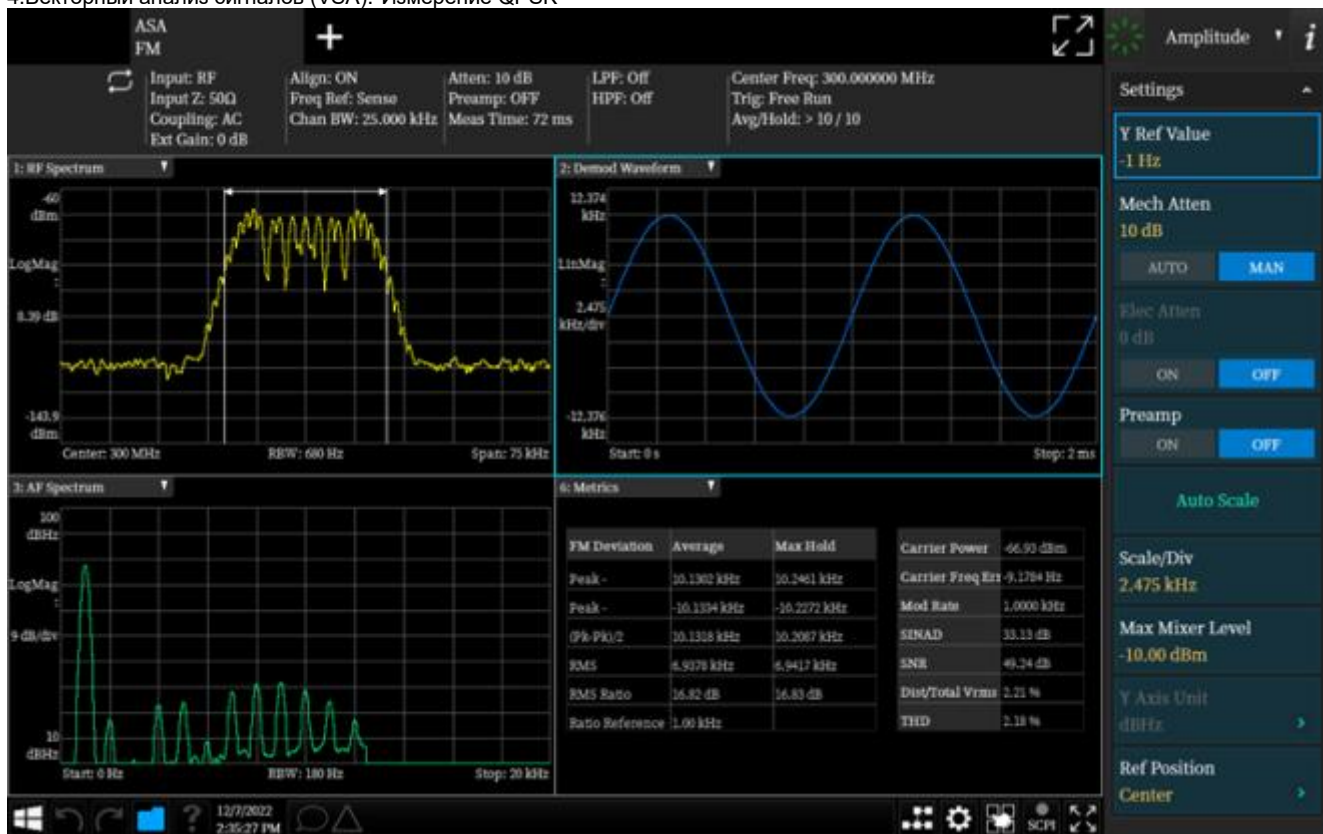 4.Векторный анализ сигналов (VSA): Измерение QPSK
ASA
FM
+
Amplitude
i
Input: RF
Input Z: 50Ω
Coupling: AC
Ext Gain: 0 dB
Align: ON
Freq Ref: Sense
Chan BW: 25.000 kHz
Atten: 10 dB
Preamp: OFF
Meas Time: 72 ms
LPF: Off
HPF: Off
Center Freq: 300.000000 MHz
Trig: Free Run
Avg/Hold: > 10 / 10
1: RF Spectrum
-60
dBm
LogMag
8.39 dB
-143.9
dBm
Center: 300 MHz
RBW: 680 Hz
Span: 75 kHz
2: Demod Waveform
12.374
kHz
LinMag
2.475
kHz/div
-12.376
kHz
Start: 0 s
Stop: 2 ms
3: AF Spectrum
100
dBHz
LogMag
9 dB/div
10
dBHz
Start: 0 Hz
RBW: 180 Hz
Stop: 20 kHz
6: Metrics
FM Deviation Average Max Hold
Peak- 10.1302 kHz 10.2461 kHz
Peak- -10.1334 kHz -10.2272 kHz
(Pk-Pk)/2 10.1318 kHz 10.2087 kHz
RMS 6.9378 kHz 6.9417 kHz
RMS Ratio 16.82 dB 16.83 dB
Ratio Reference 1.00 kHz
Carrier Power -66.93 dBm
Carrier Freq Err -9.1784 Hz
Mod Rate 1.0000 kHz
SINAD 33.13 dB
SNR 49.24 dB
Dist/Total Vrms 2.21 %
THD 2.18 %
Settings
Y Ref Value
-1 Hz
Mech Atten
10 dB
AUTO MAN
Elec Atten
0 dB
ON OFF
Preamp
ON OFF
Auto Scale
Scale/Div
2.475 kHz
Max Mixer Level
-10.00 dBm
Y Axis Unit
dBHz
Ref Position
Center
?
12/7/2022
2:35:27 PM
SCPI